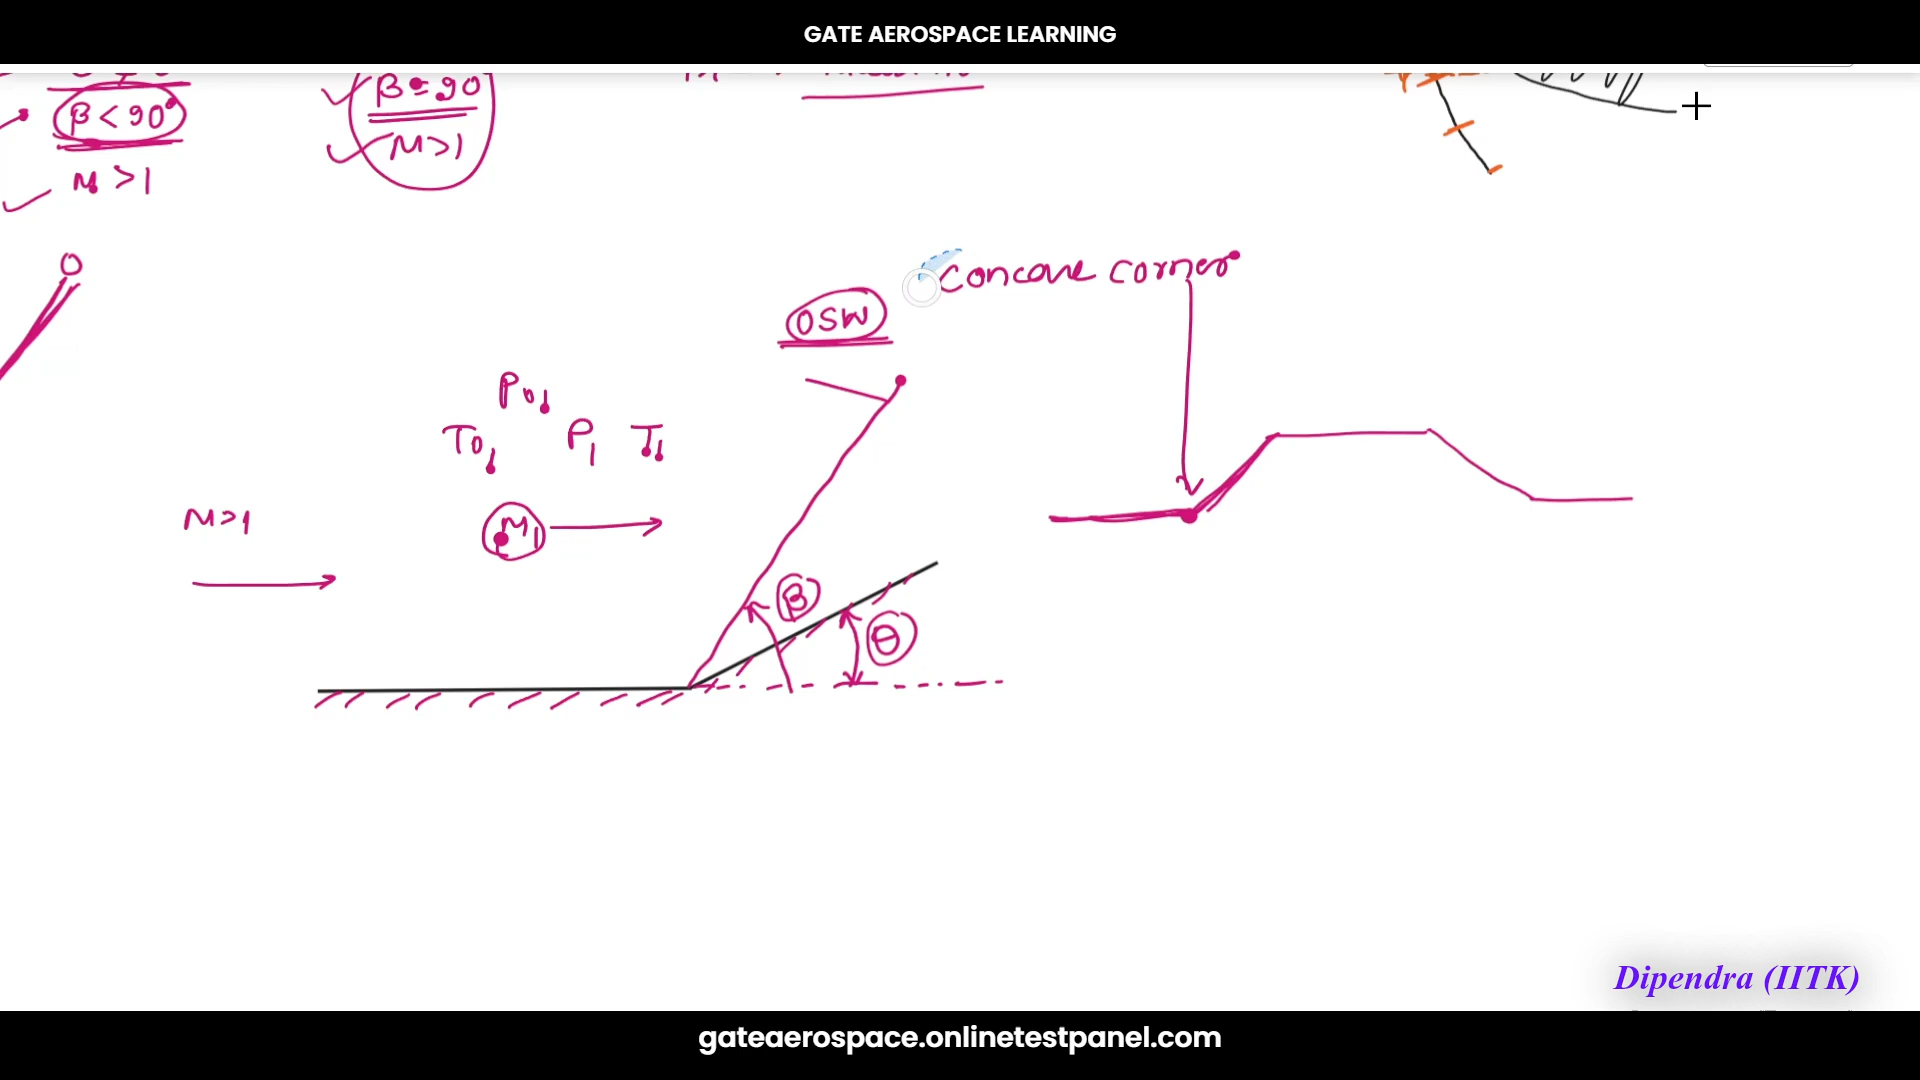 GATE AEROSPACE LEARNING
β < 90°
M > 1
β = 90
M > 1
concave corner
OSW
P01
T01 P1 T1
M>1
M1
β
θ
Dipendra (IITK)
gateaerospace.onlinetestpanel.com